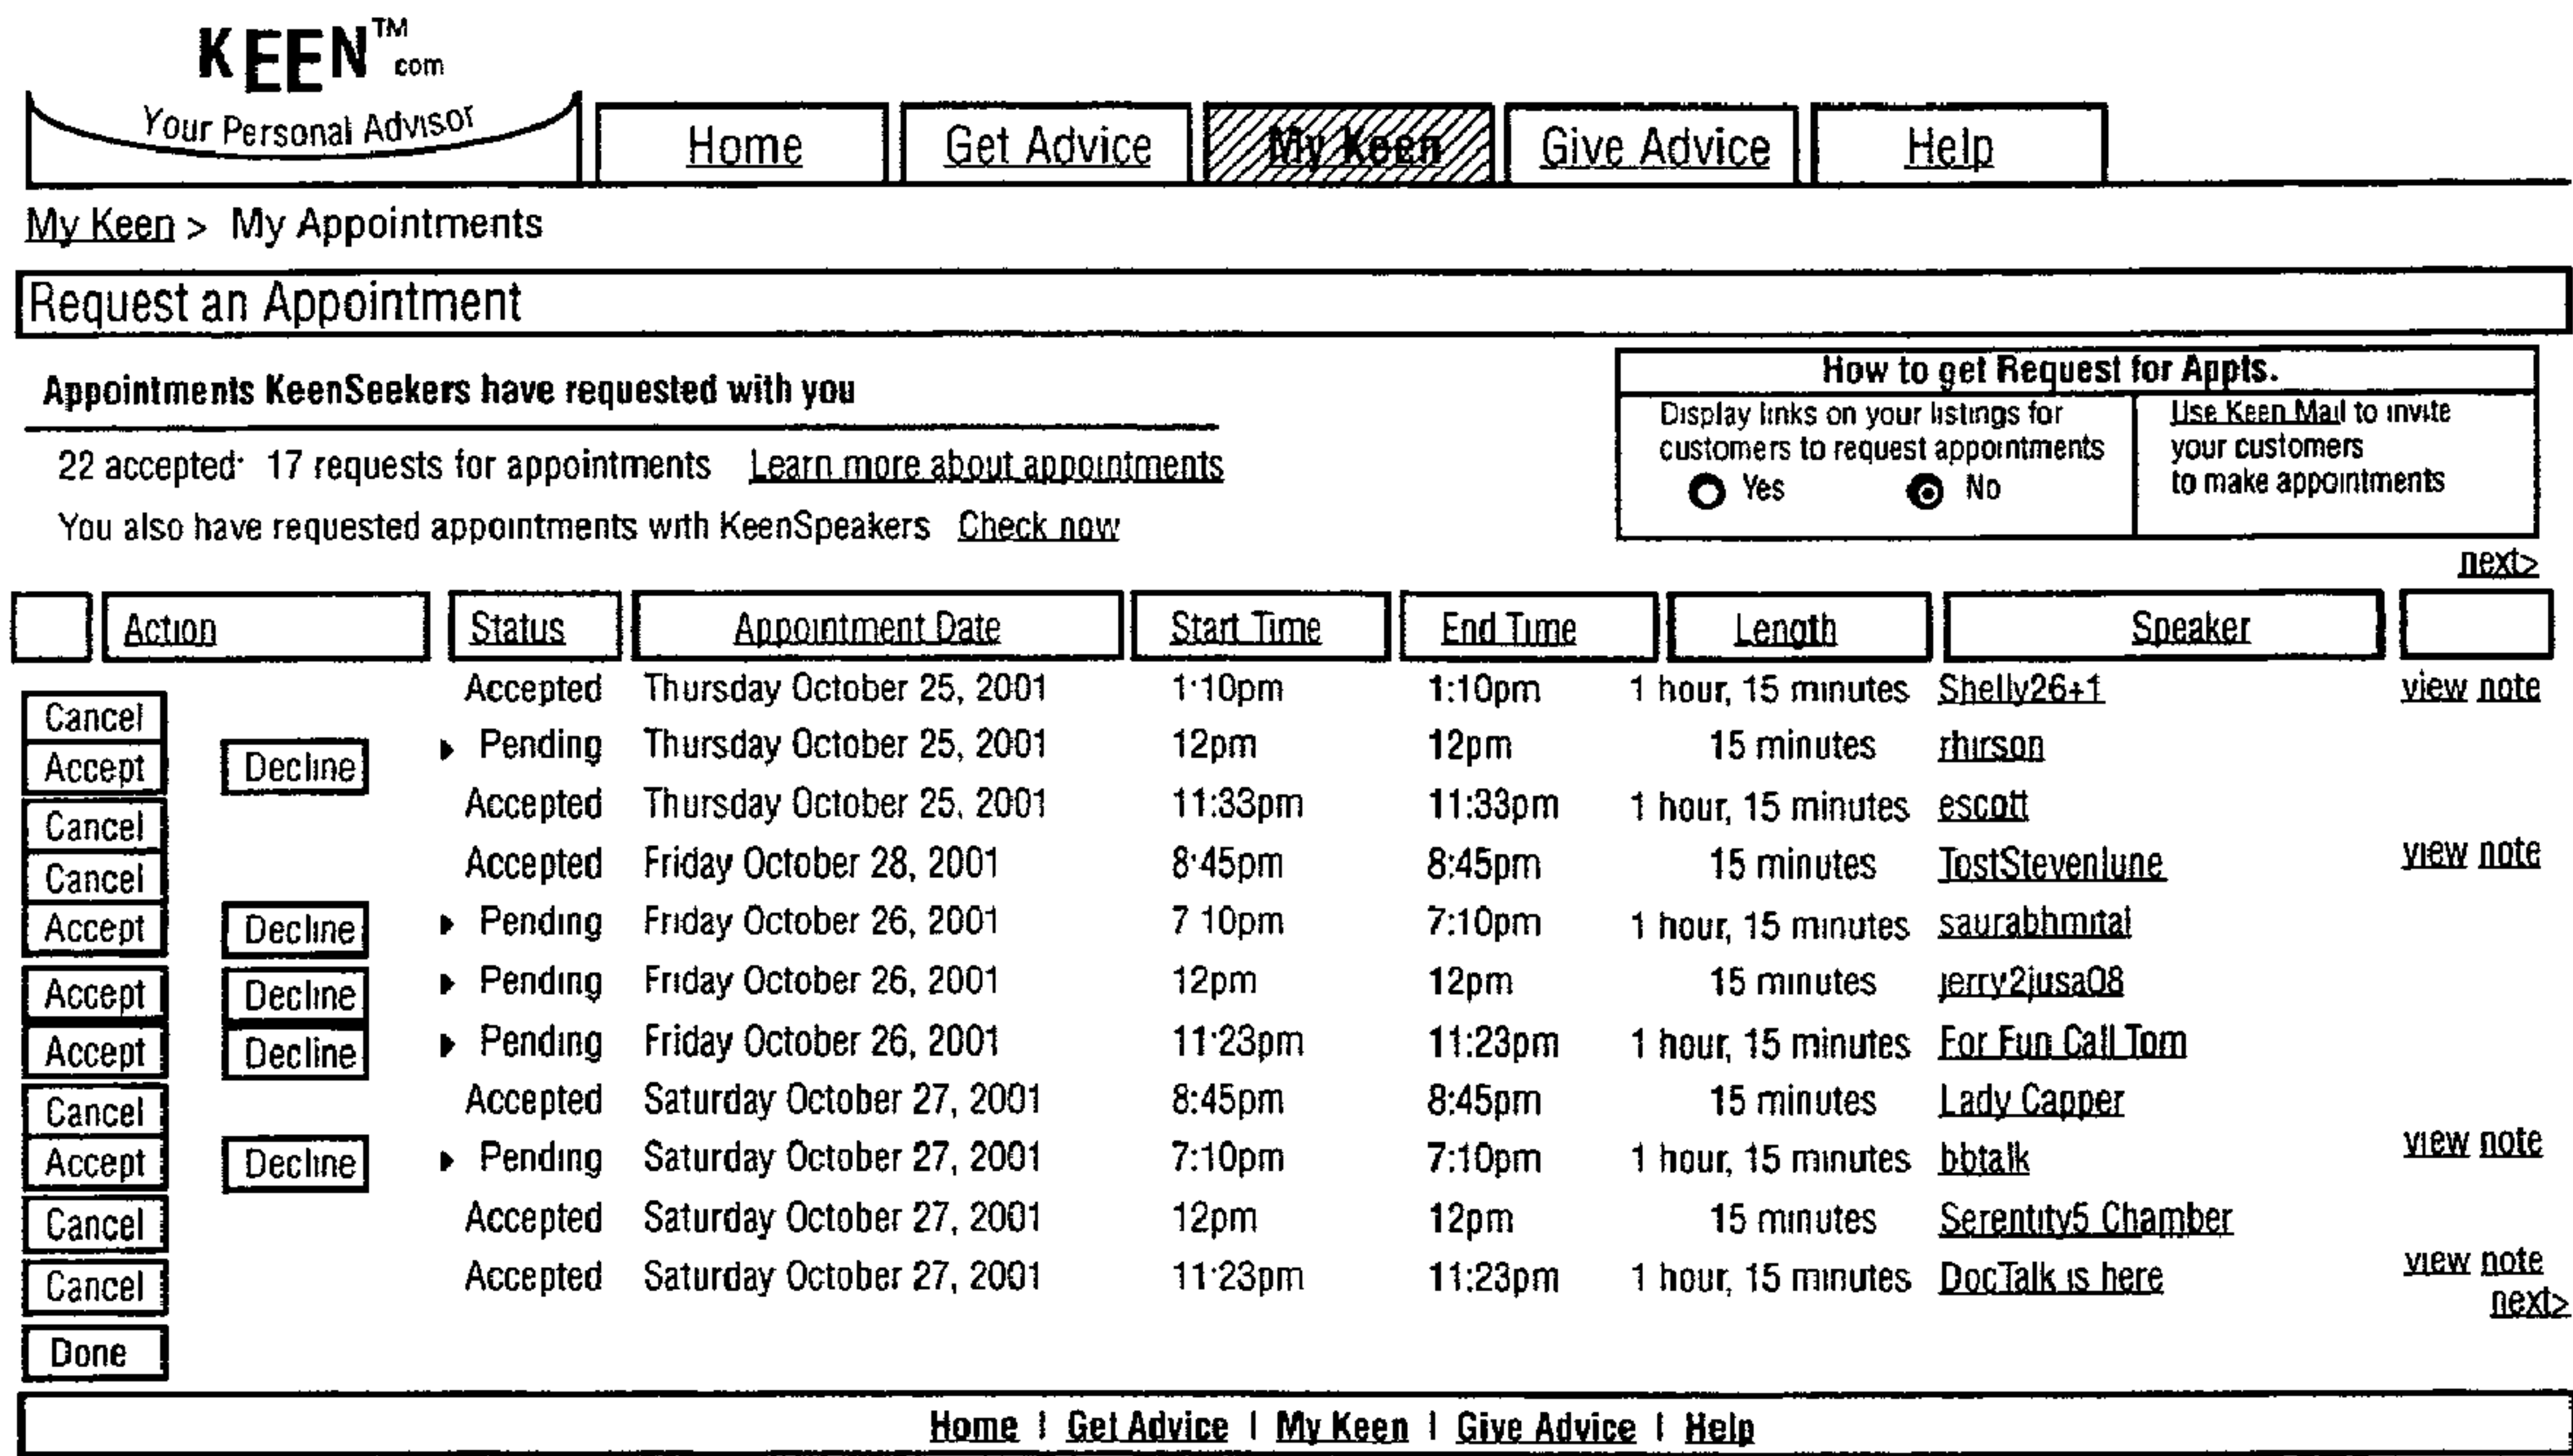 KEEN™ com
Your Personal Advisor
Home Get Advice My Keen Give Advice Help
My Keen > My Appointments
Request an Appointment
Appointments KeenSeekers have requested with you
22 accepted· 17 requests for appointments Learn more about appointments
You also have requested appointments with KeenSpeakers Check now
How to get Request for Appts.
Display links on your listings for
customers to request appointments
Yes No
Use Keen Mail to invite
your customers
to make appointments
next>
Action Status Appointment Date Start Time End Time Length Speaker
Cancel Accepted Thursday October 25, 2001 1:10pm 1:10pm 1 hour, 15 minutes Shelly26+1 view note
Accept Decline ▸ Pending Thursday October 25, 2001 12pm 12pm 15 minutes rhirson
Cancel Accepted Thursday October 25, 2001 11:33pm 11:33pm 1 hour, 15 minutes escott
Cancel Accepted Friday October 28, 2001 8:45pm 8:45pm 15 minutes TostStevenlune view note
Accept Decline ▸ Pending Friday October 26, 2001 7 10pm 7:10pm 1 hour, 15 minutes saurabhmital
Accept Decline ▸ Pending Friday October 26, 2001 12pm 12pm 15 minutes jerry2jusa08
Accept Decline ▸ Pending Friday October 26, 2001 11:23pm 11:23pm 1 hour, 15 minutes For Fun Call Tom
Cancel Accepted Saturday October 27, 2001 8:45pm 8:45pm 15 minutes Lady Capper
Accept Decline ▸ Pending Saturday October 27, 2001 7:10pm 7:10pm 1 hour, 15 minutes bbtalk view note
Cancel Accepted Saturday October 27, 2001 12pm 12pm 15 minutes Serentity5 Chamber
Cancel Accepted Saturday October 27, 2001 11:23pm 11:23pm 1 hour, 15 minutes DocTalk is here view note
next>
Done
Home | Get Advice | My Keen | Give Advice | Help